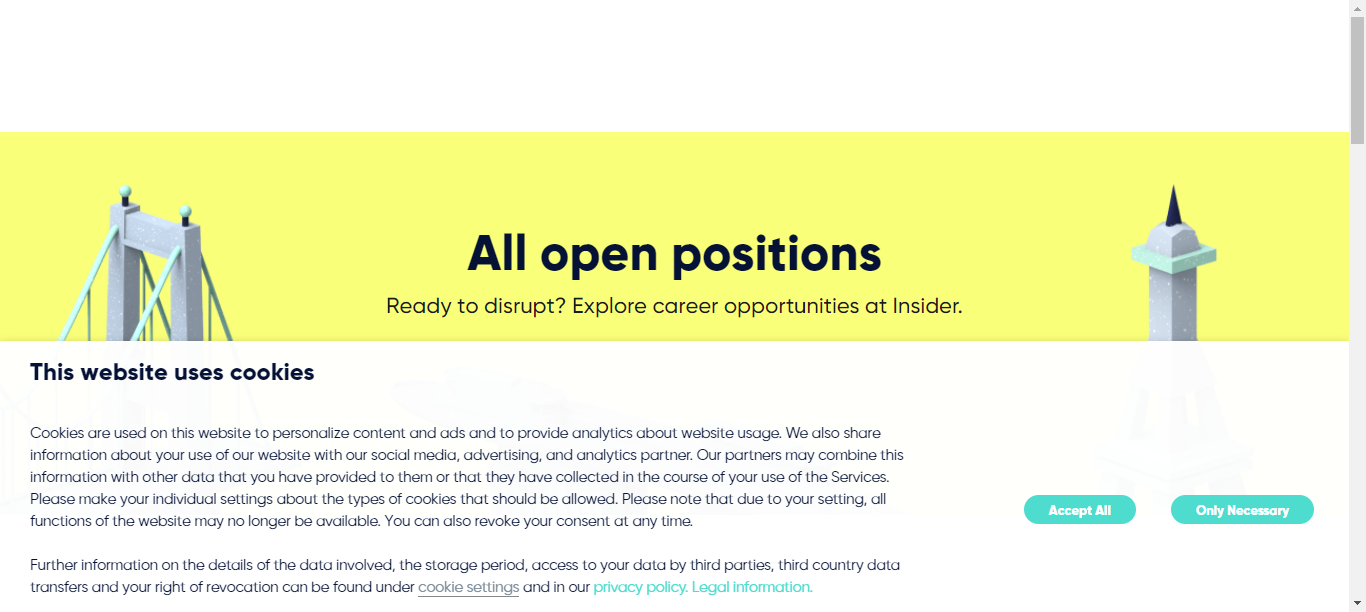 All open positions
Ready to disrupt? Explore career opportunities at Insider.
This website uses cookies
Cookies are used on this website to personalize content and ads and to provide analytics about website usage. We also share
information about your use of our website with our social media, advertising, and analytics partner. Our partners may combine this
information with other data that you have provided to them or that they have collected in the course of your use of the Services.
Please make your individual settings about the types of cookies that should be allowed. Please note that due to your setting, all
functions of the website may no longer be available. You can also revoke your consent at any time.
Further information on the details of the data involved, the storage period, access to your data by third parties, third country data
transfers and your right of revocation can be found under cookie settings and in our privacy policy. Legal information.
Accept All
Only Necessary